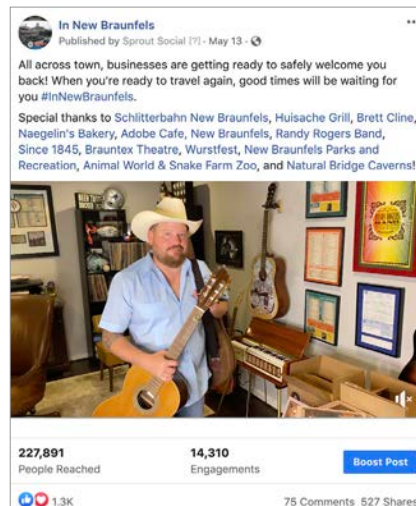 In New Braunfels
Published by Sprout Social [?] · May 13 ·
All across town, businesses are getting ready to safely welcome you
back! When you're ready to travel again, good times will be waiting for
you #InNewBraunfels.
Special thanks to Schlitterbahn New Braunfels, Huisache Grill, Brett Cline,
Naegelin's Bakery, Adobe Cafe, New Braunfels, Randy Rogers Band,
Since 1845, Brauntex Theatre, Wurstfest, New Braunfels Parks and
Recreation, Animal World & Snake Farm Zoo, and Natural Bridge Caverns!
227,891
People Reached
14,310
Engagements
Boost Post
1.3K
75 Comments 527 Shares